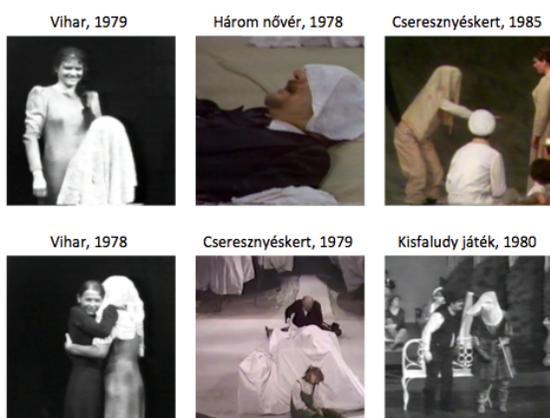 Vihar, 1979
Három nővér, 1978
Cseresznyéskert, 1985
Vihar, 1978
Cseresznyéskert, 1979
Kisfaludy játék, 1980